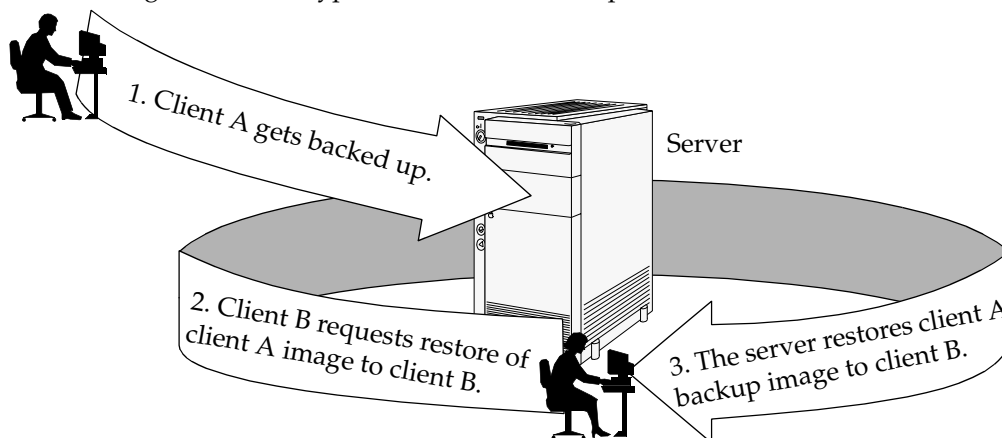 1. Client A gets backed up.
Server
2. Client B requests restore of
client A image to client B.
3. The server restores client A
backup image to client B.